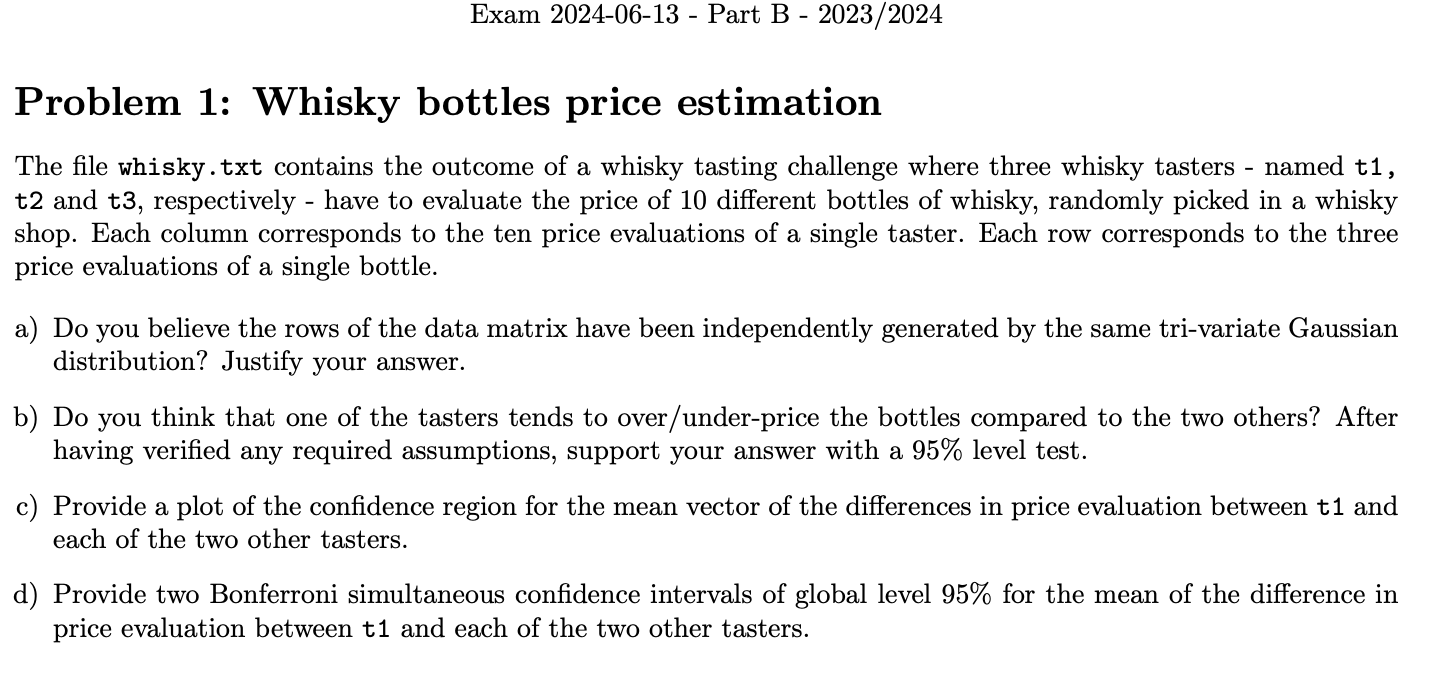 Exam 2024-06-13 - Part B - 2023/2024
Problem 1: Whisky bottles price estimation
The file whisky.txt contains the outcome of a whisky tasting challenge where three whisky tasters - named t1,
t2 and t3, respectively - have to evaluate the price of 10 different bottles of whisky, randomly picked in a whisky
shop. Each column corresponds to the ten price evaluations of a single taster. Each row corresponds to the three
price evaluations of a single bottle.
a) Do you believe the rows of the data matrix have been independently generated by the same tri-variate Gaussian
distribution? Justify your answer.
b) Do you think that one of the tasters tends to over/under-price the bottles compared to the two others? After
having verified any required assumptions, support your answer with a 95% level test.
c) Provide a plot of the confidence region for the mean vector of the differences in price evaluation between t1 and
each of the two other tasters.
d) Provide two Bonferroni simultaneous confidence intervals of global level 95% for the mean of the difference in
price evaluation between t1 and each of the two other tasters.